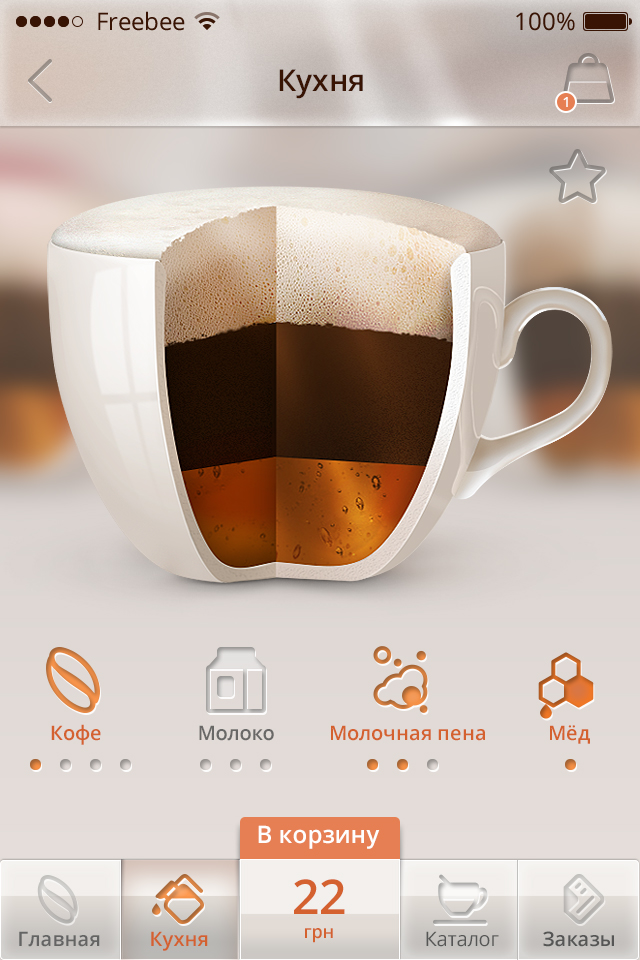 Freebee 100%
Кухня
1
Кофе Молоко Молочная пена Мёд
В корзину
22
грн
Главная Кухня Каталог Заказы